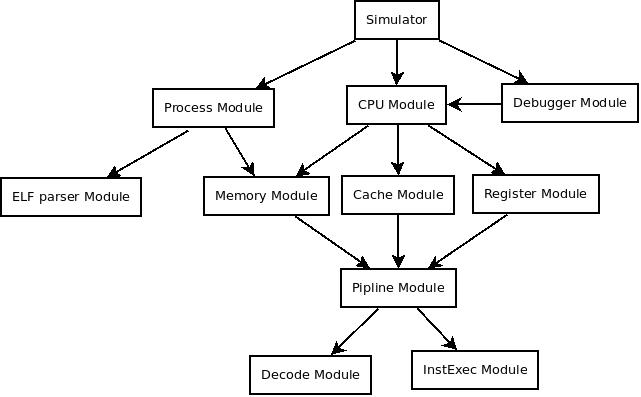 Simulator
Process Module
CPU Module
Debugger Module
ELF parser Module
Memory Module
Cache Module
Register Module
Pipline Module
Decode Module
InstExec Module